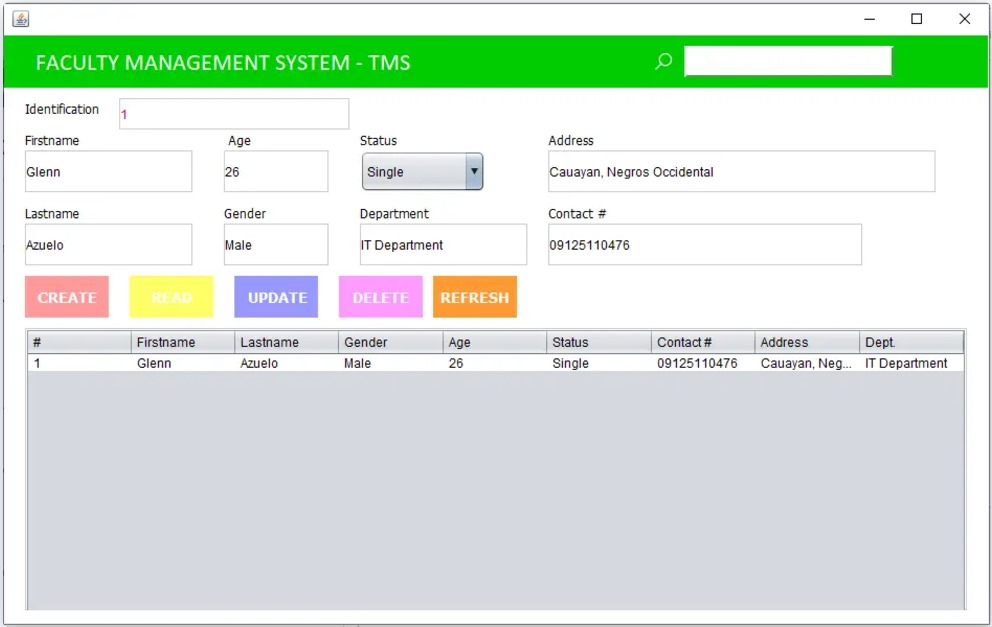 FACULTY MANAGEMENT SYSTEM - TMS
Identification 1
Firstname Age Status Address
Glenn 26 Single Cauayan, Negros Occidental
Lastname Gender Department Contact #
Azuelo Male IT Department 09125110476
CREATE READ UPDATE DELETE REFRESH
# Firstname Lastname Gender Age Status Contact # Address Dept.
1 Glenn Azuelo Male 26 Single 09125110476 Cauayan, Neg... IT Department